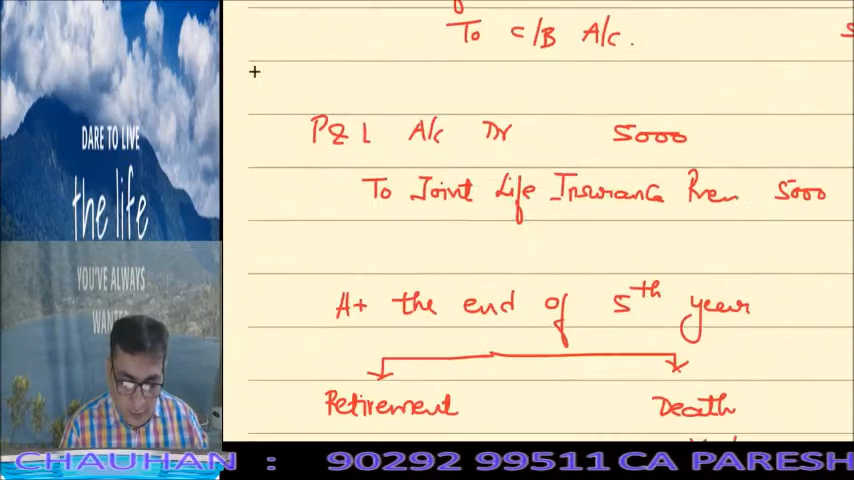 To C/B A/c.
P & L A/c Dr 5000
To Joint Life Insurance Prem 5000
At the end of 5th year
Retirement Death
DARE TO LIVE
the life
YOU'VE ALWAYS
WAN
CHAUHAN : 90292 99511 CA PARESH